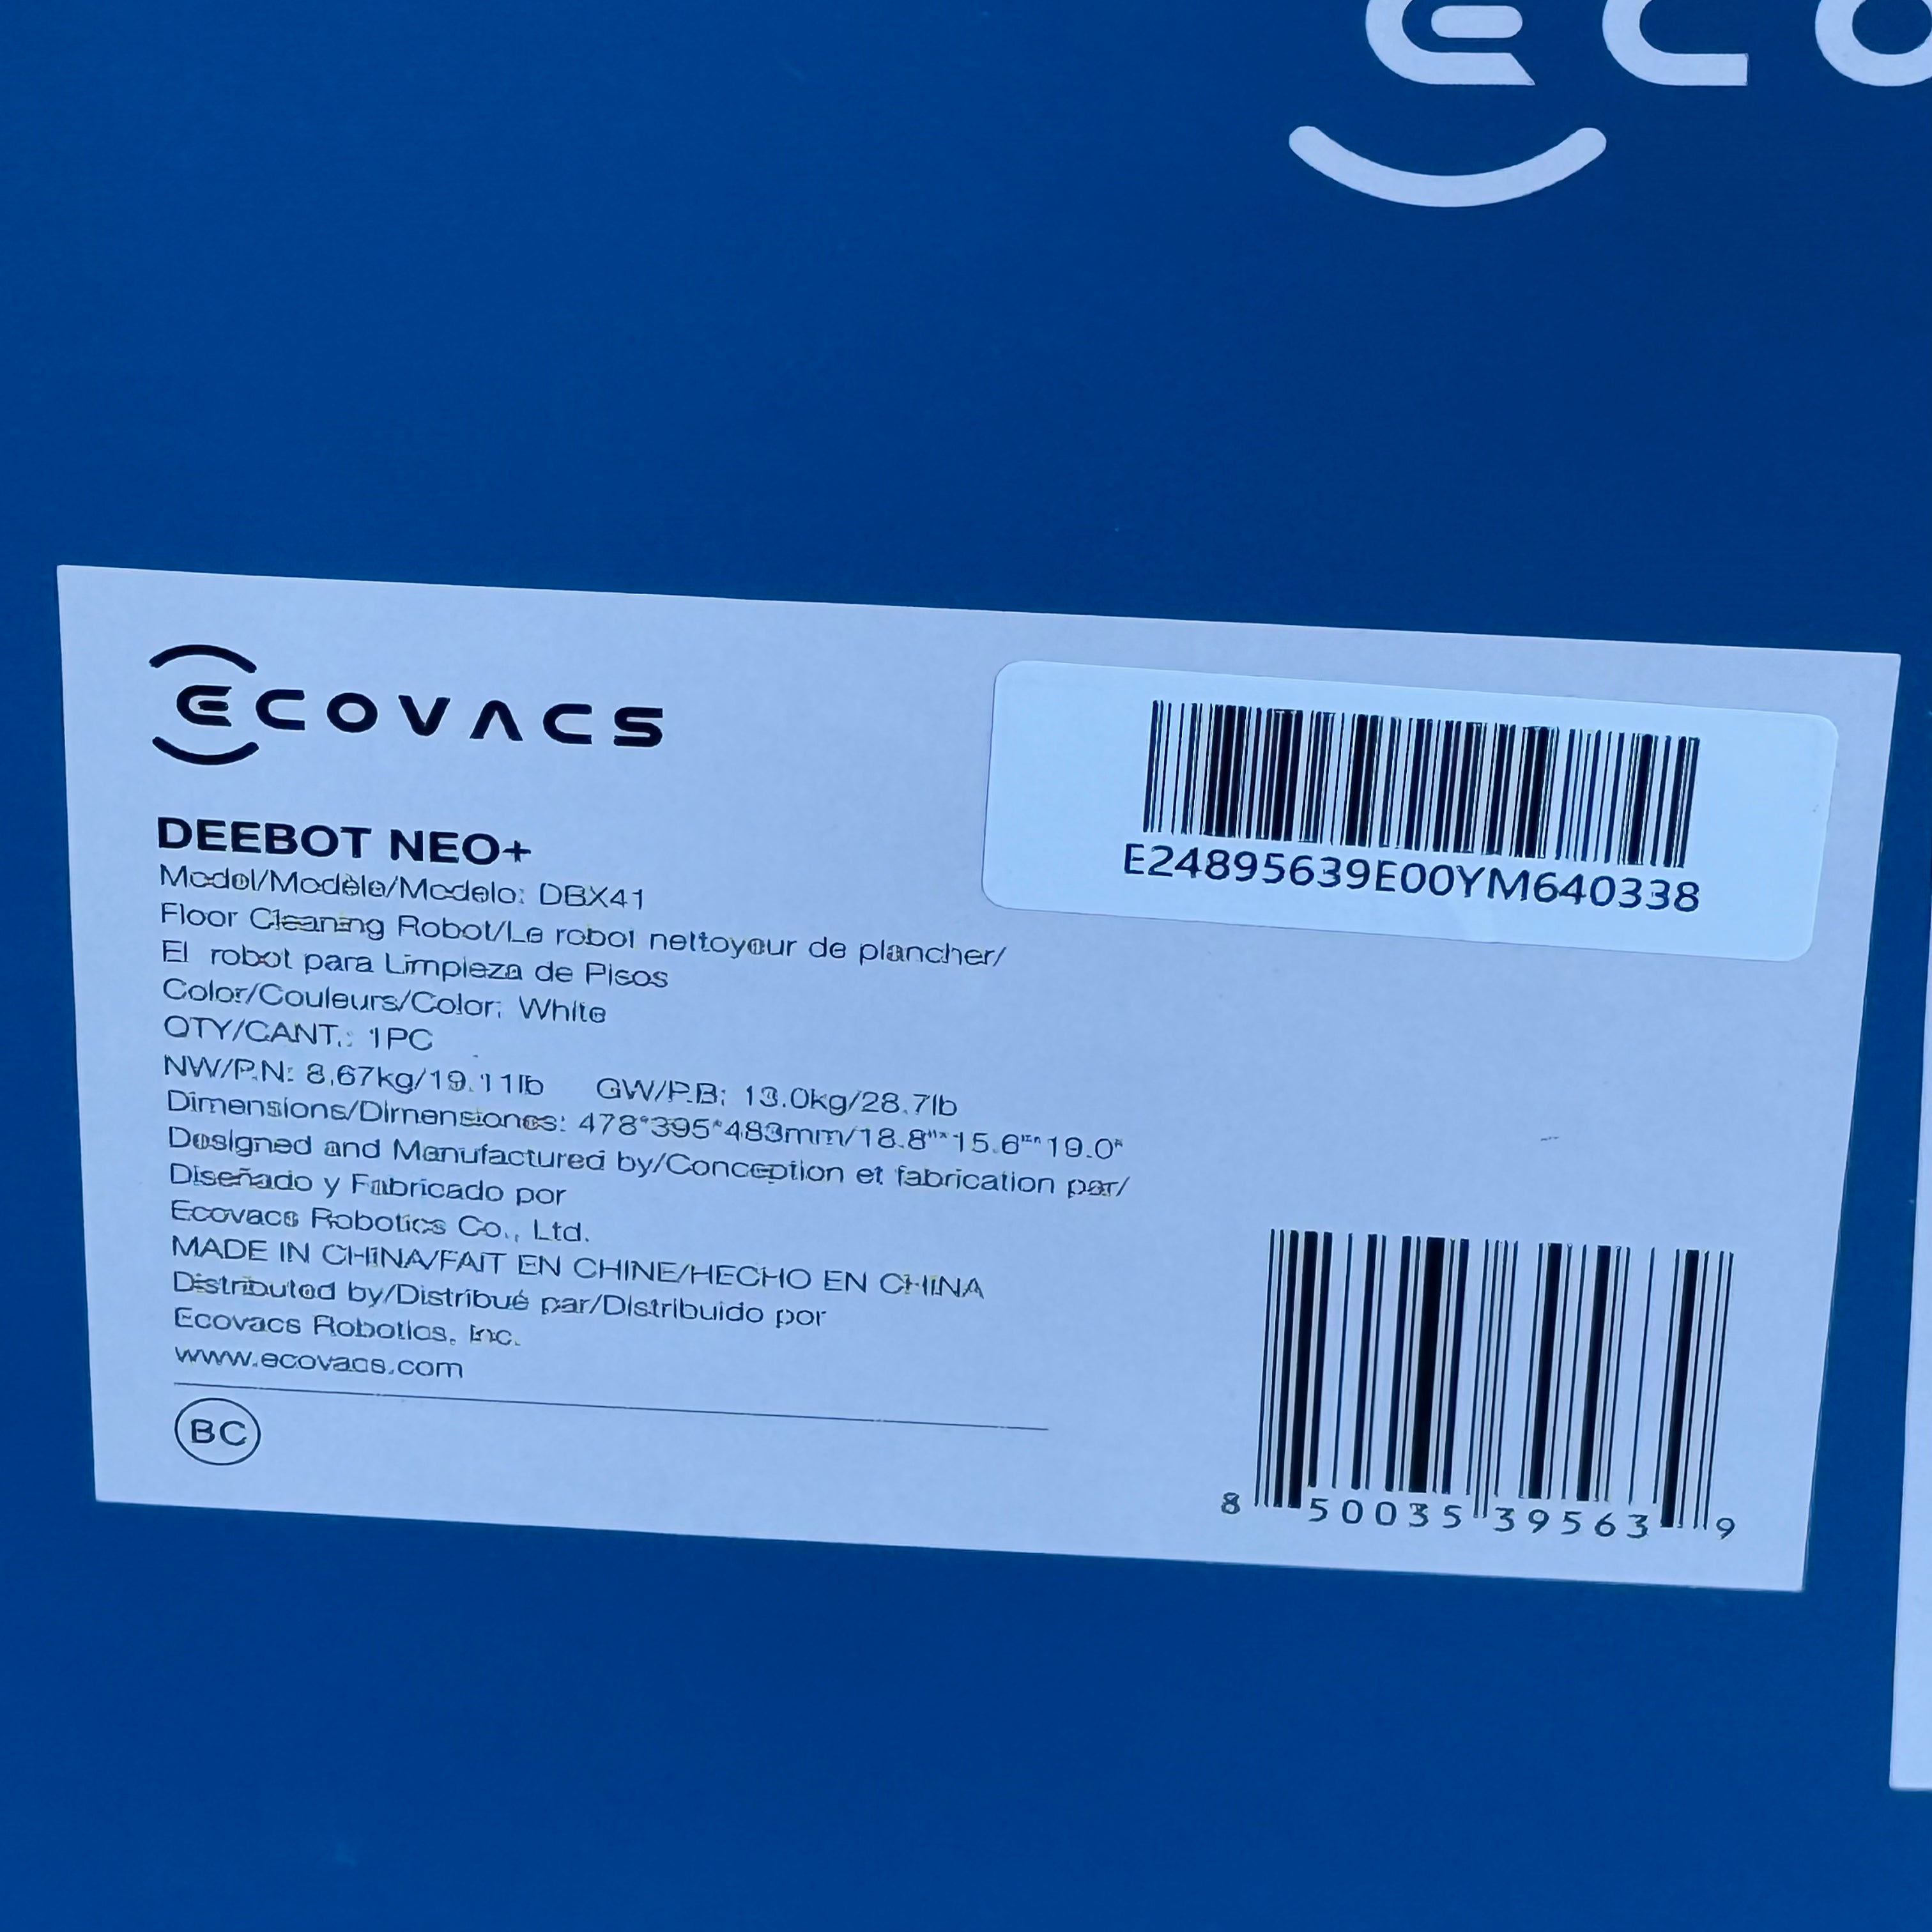 ECO
ECOVACS
E24895639E00YM640338
DEEBOT NEO+
Model/Modèle/Modelo: DBX41
Floor Cleaning Robot/Le robot nettoyeur de plancher/
El robot para Limpieza de Pisos
Color/Couleurs/Color: White
QTY/CANT.: 1PC
NW/P.N: 8.67kg/19.11lb GW/P.B: 13.0kg/28.7lb
Dimensions/Dimensiones: 478*395*483mm/18.8"*15.6"*19.0"
Designed and Manufactured by/Conception et fabrication par/
Diseñado y Fabricado por
Ecovacs Robotics Co., Ltd.
MADE IN CHINA/FAIT EN CHINE/HECHO EN CHINA
Distributed by/Distribué par/Distribuido por
Ecovacs Robotics, Inc.
www.ecovacs.com
BC
8 50035 39563 9